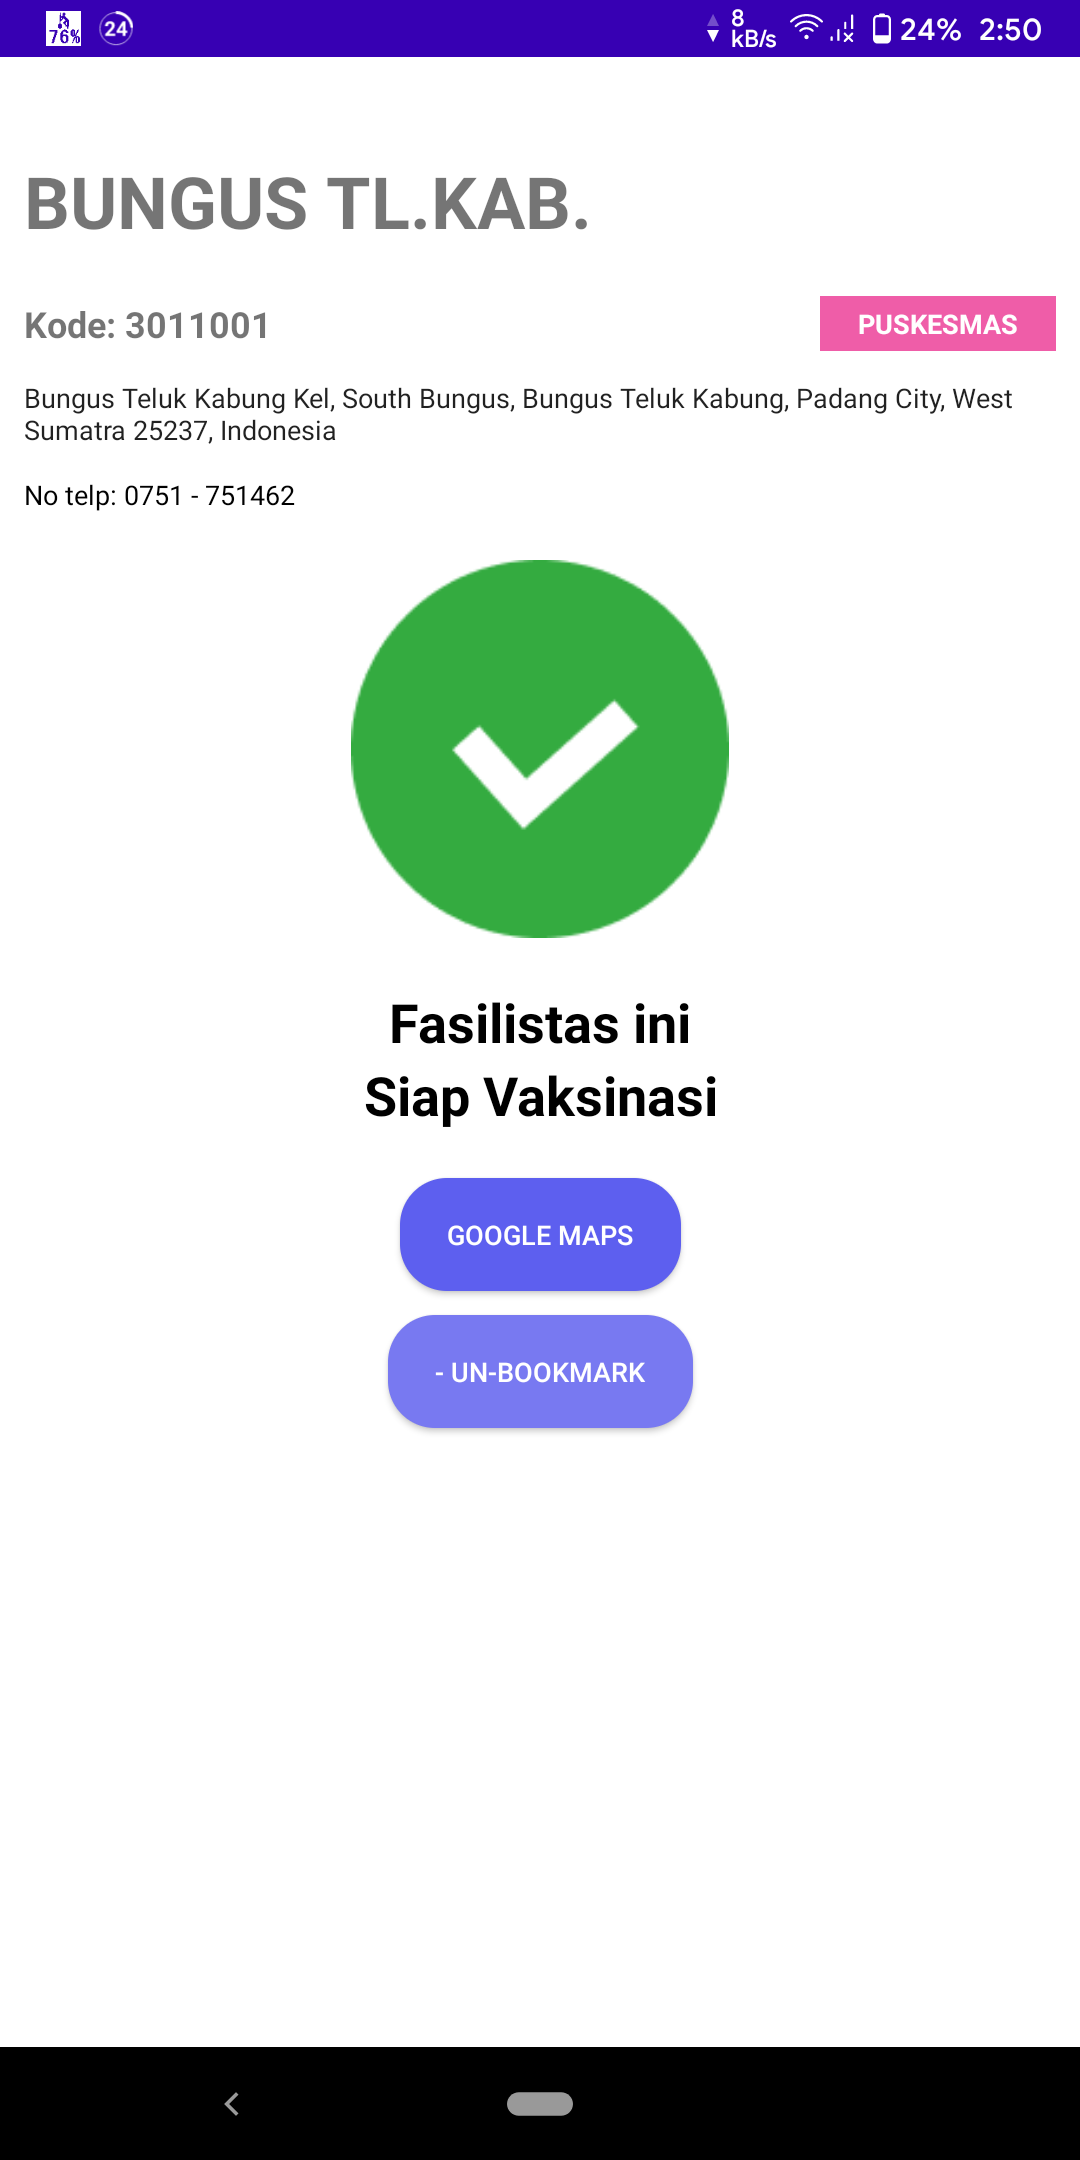 76%
24
8
kB/s
24%
2:50
BUNGUS TL.KAB.
Kode: 3011001
PUSKESMAS
Bungus Teluk Kabung Kel, South Bungus, Bungus Teluk Kabung, Padang City, West
Sumatra 25237, Indonesia
No telp: 0751 - 751462
Fasilistas ini
Siap Vaksinasi
GOOGLE MAPS
- UN-BOOKMARK